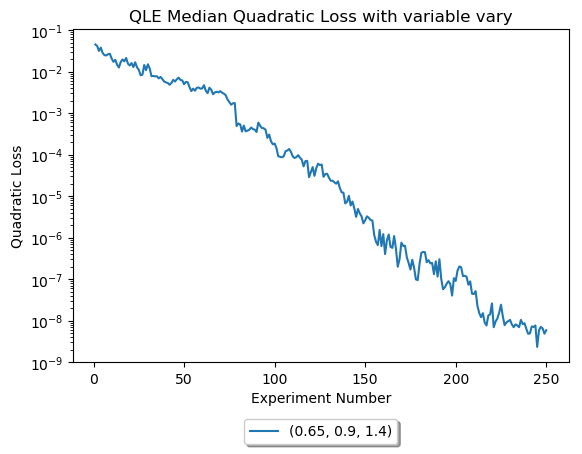 QLE Median Quadratic Loss with variable vary
Quadratic Loss
10⁻¹
10⁻²
10⁻³
10⁻⁴
10⁻⁵
10⁻⁶
10⁻⁷
10⁻⁸
10⁻⁹
0 50 100 150 200 250
Experiment Number
(0.65, 0.9, 1.4)